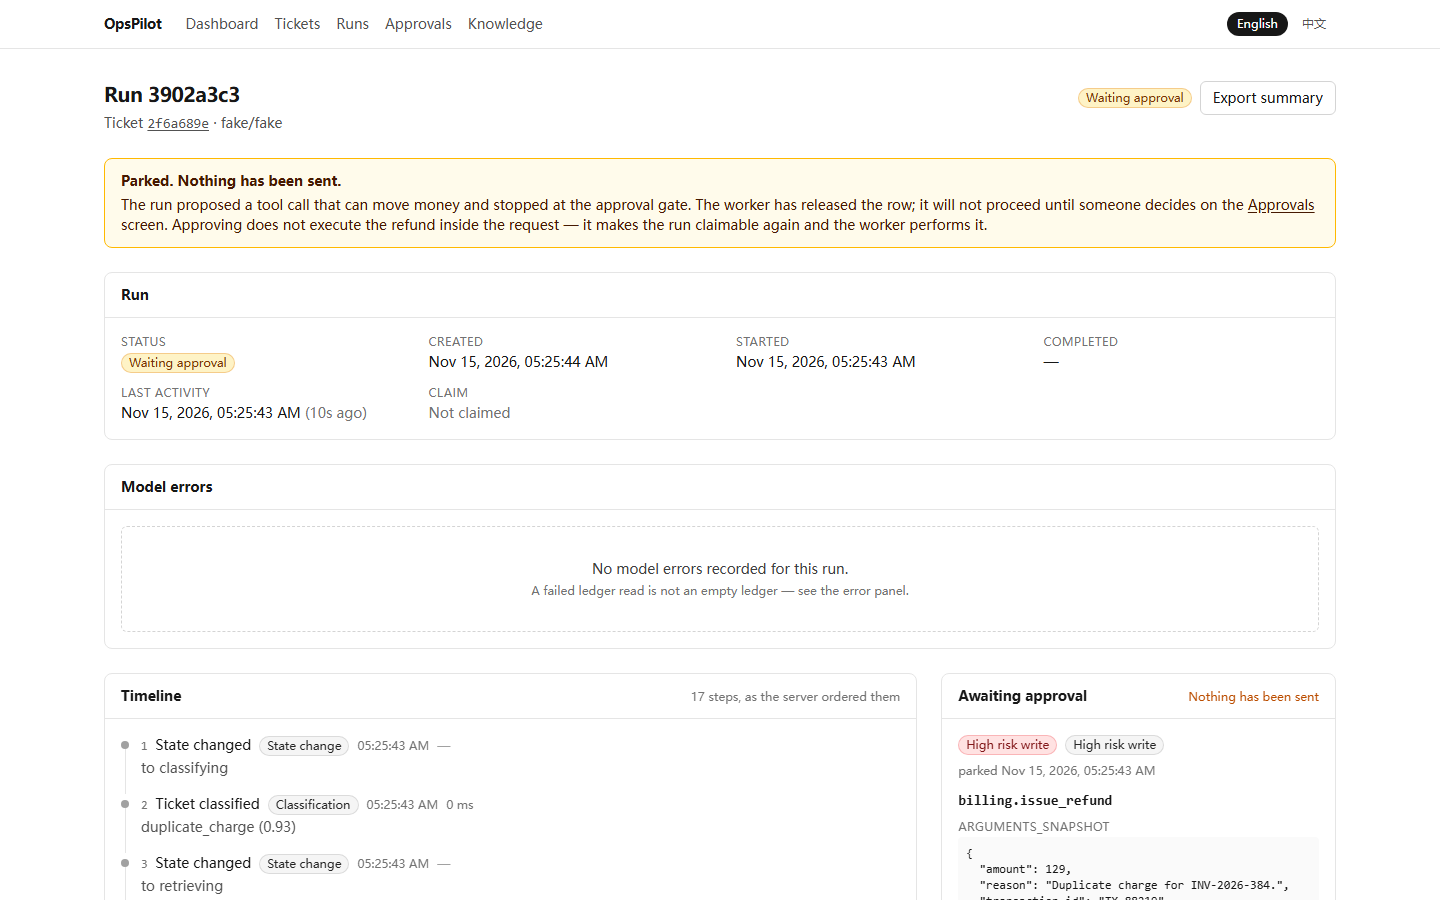 OpsPilot Dashboard Tickets Runs Approvals Knowledge English 中文
Run 3902a3c3
Waiting approval Export summary
Ticket 2f6a689e · fake/fake
Parked. Nothing has been sent.
The run proposed a tool call that can move money and stopped at the approval gate. The worker has released the row; it will not proceed until someone decides on the Approvals
screen. Approving does not execute the refund inside the request — it makes the run claimable again and the worker performs it.
Run
STATUS CREATED STARTED COMPLETED
Waiting approval Nov 15, 2026, 05:25:44 AM Nov 15, 2026, 05:25:43 AM —
LAST ACTIVITY CLAIM
Nov 15, 2026, 05:25:43 AM (10s ago) Not claimed
Model errors
No model errors recorded for this run.
A failed ledger read is not an empty ledger — see the error panel.
Timeline 17 steps, as the server ordered them
1 State changed State change 05:25:43 AM —
to classifying
2 Ticket classified Classification 05:25:43 AM 0 ms
duplicate_charge (0.93)
3 State changed State change 05:25:43 AM —
to retrieving
Awaiting approval Nothing has been sent
High risk write High risk write
parked Nov 15, 2026, 05:25:43 AM
billing.issue_refund
ARGUMENTS_SNAPSHOT
{
"amount": 129,
"reason": "Duplicate charge for INV-2026-384.",